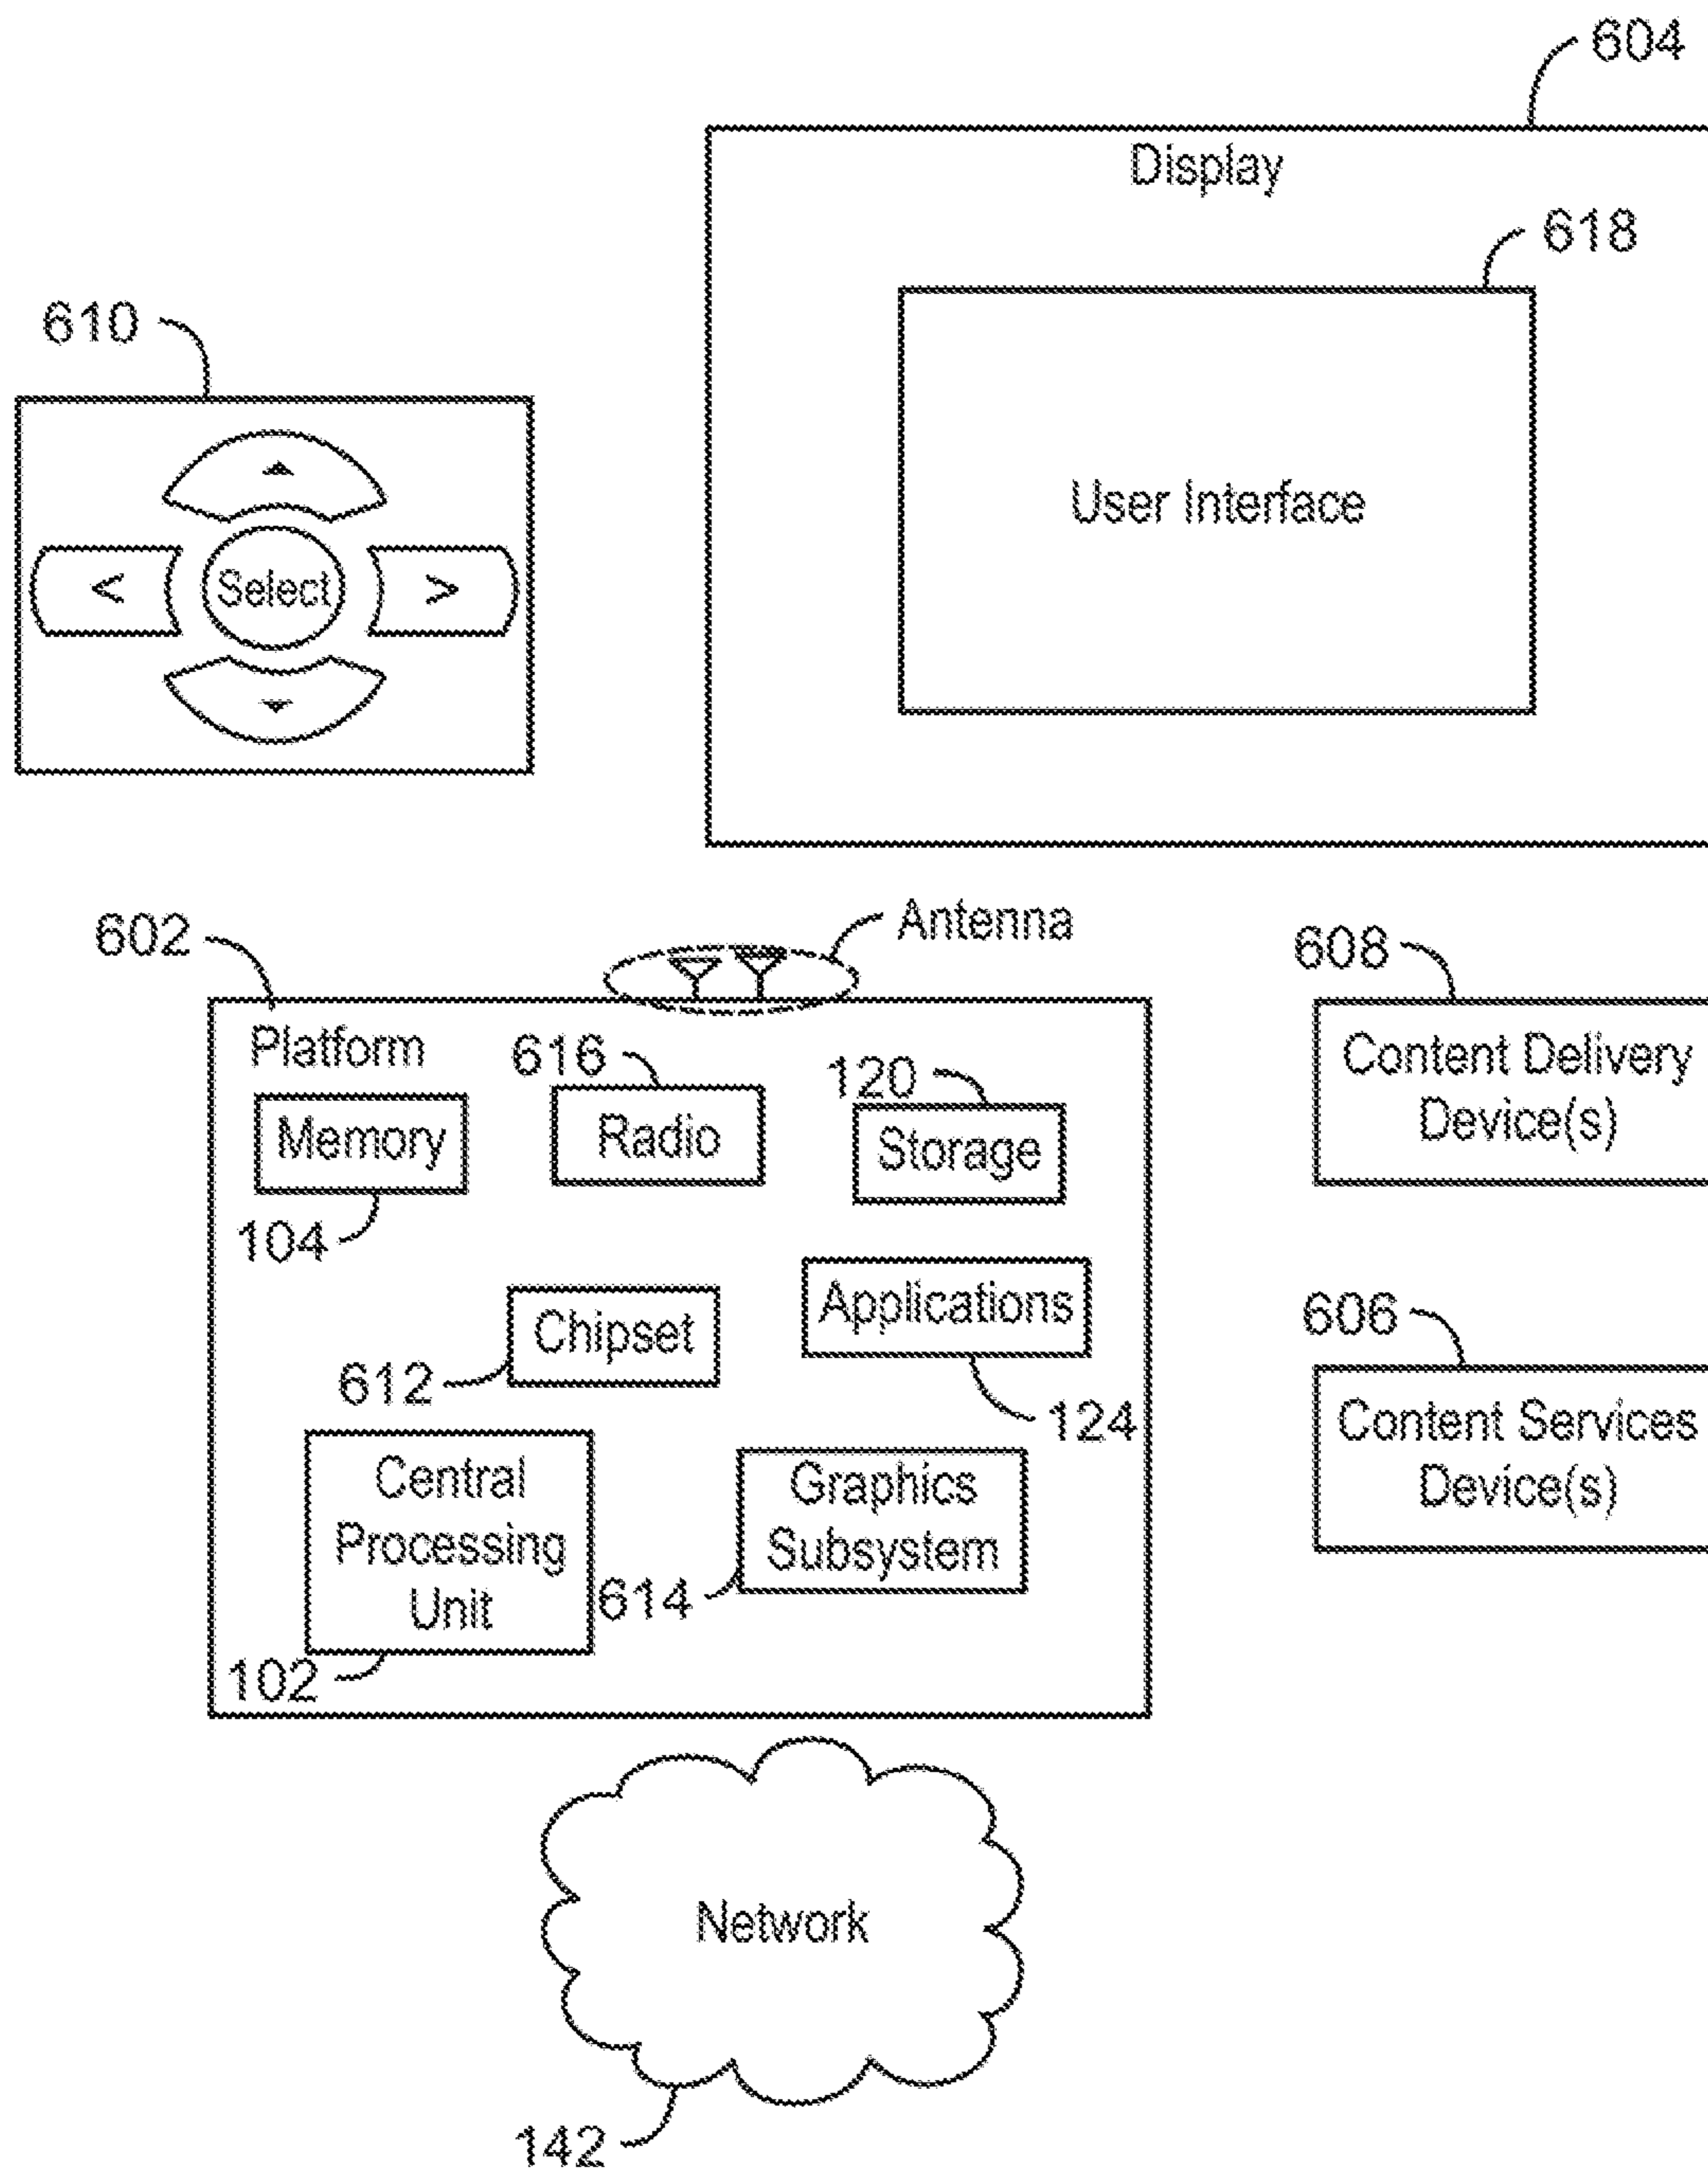 604
Display
618
User Interface
610
<
Select
>
Antenna
602
Platform
616
Radio
120
Storage
Memory
104
608
Content Delivery
Device(s)
Chipset
612
Applications
124
606
Content Services
Device(s)
Central
Processing
Unit
102
Graphics
Subsystem
614
Network
142